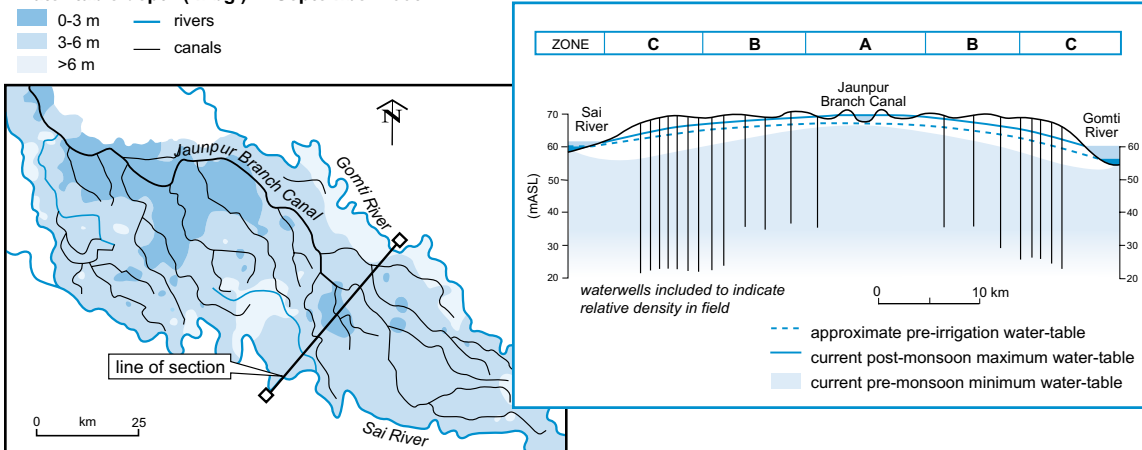 0-3 m
3-6 m
>6 m
rivers
canals
N
Jaunpur Branch Canal
Gomti River
line of section
0 km 25
Sai River
ZONE C B A B C
Jaunpur
Branch Canal
Sai
River
Gomti
River
(mASL)
70
60
50
40
30
20
60
50
40
30
20
waterwells included to indicate
relative density in field
0 10 km
approximate pre-irrigation water-table
current post-monsoon maximum water-table
current pre-monsoon minimum water-table